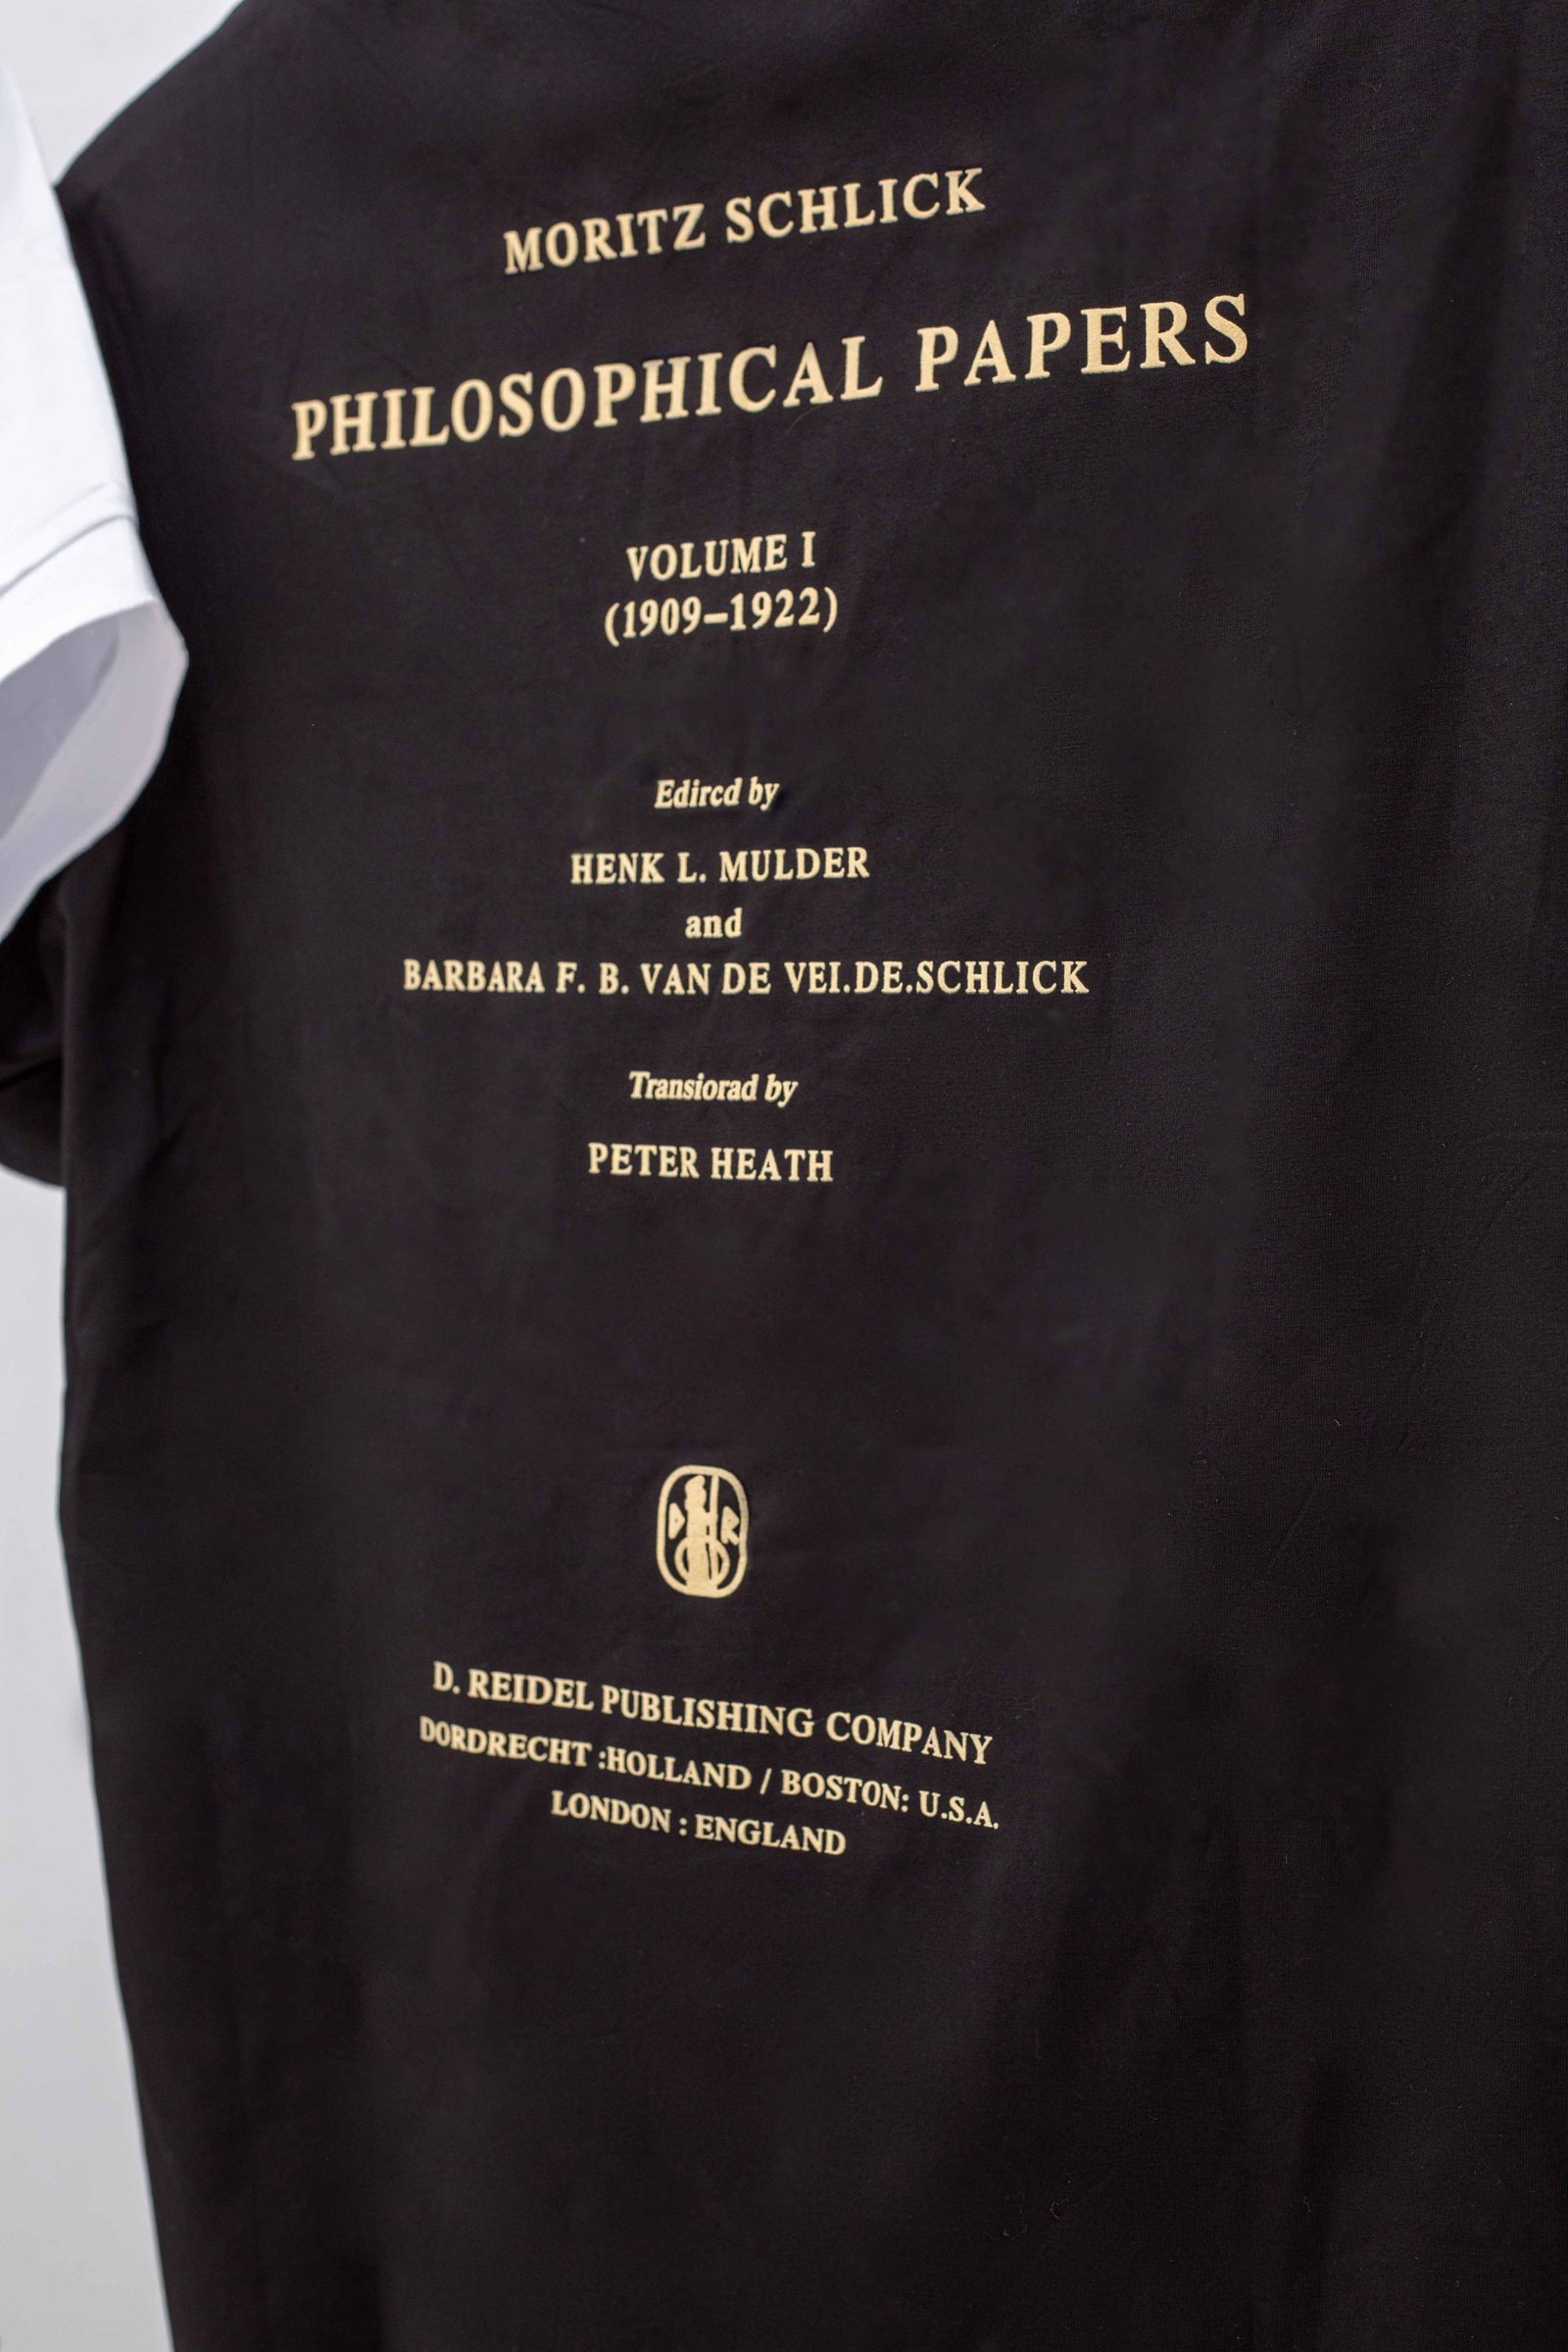 MORITZ SCHLICK
PHILOSOPHICAL PAPERS
VOLUME I
(1909–1922)
Edircd by
HENK L. MULDER
and
BARBARA F. B. VAN DE VEI.DE.SCHLICK
Transiorad by
PETER HEATH
D R
D. REIDEL PUBLISHING COMPANY
DORDRECHT :HOLLAND / BOSTON: U.S.A.
LONDON : ENGLAND